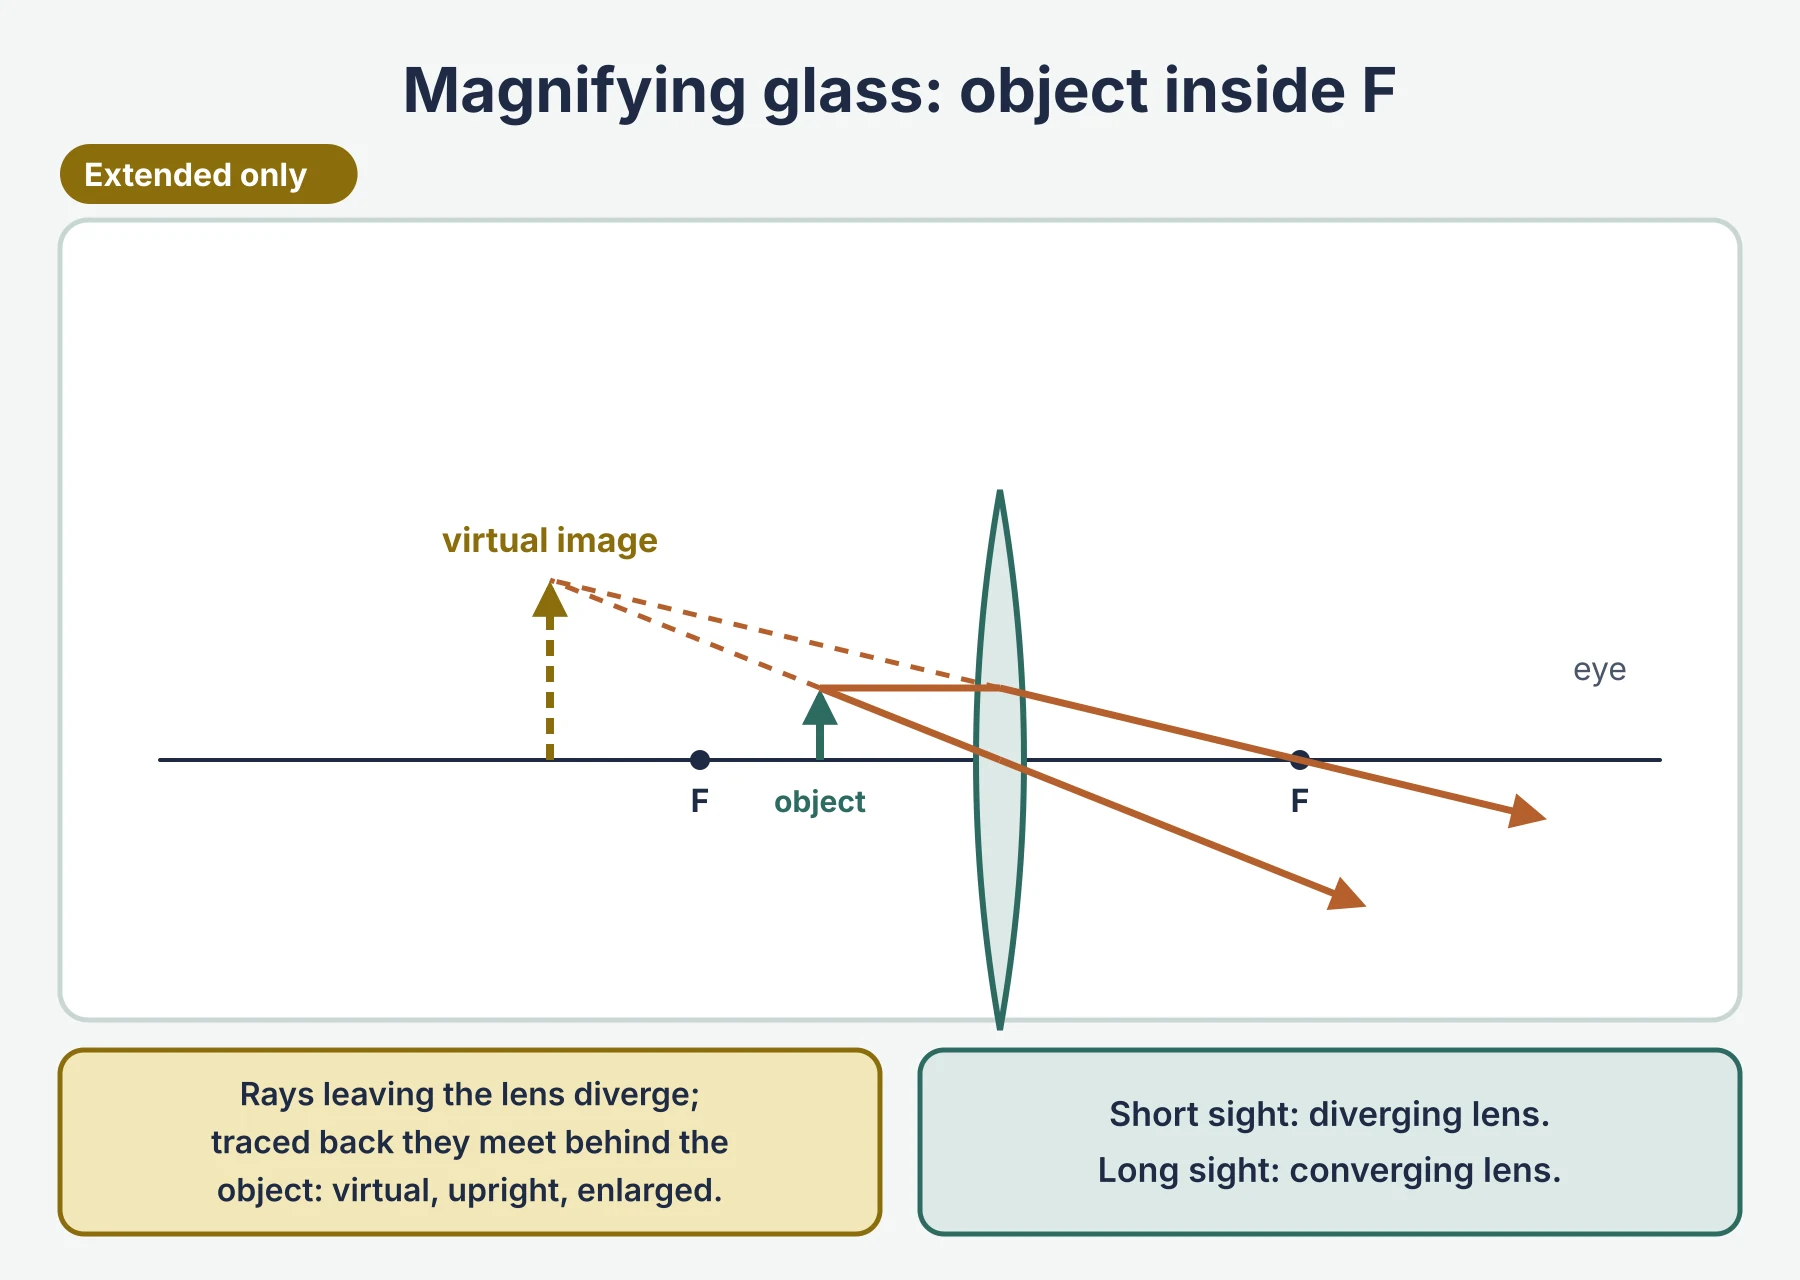 Magnifying glass: object inside F
Extended only
virtual image
eye
F
object
F
Rays leaving the lens diverge;
traced back they meet behind the
object: virtual, upright, enlarged.
Short sight: diverging lens.
Long sight: converging lens.